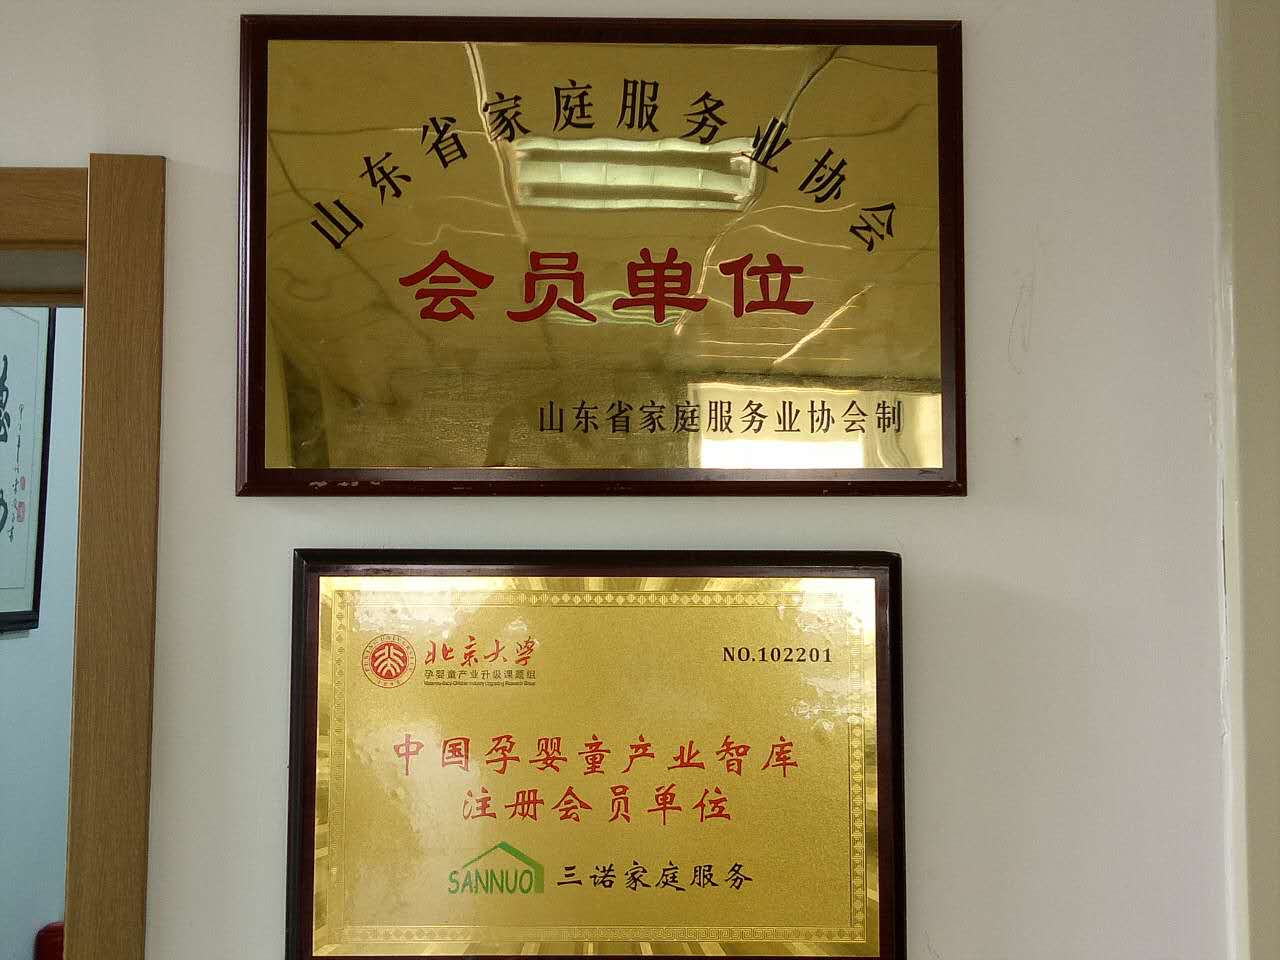 山东省家庭服务业协会
会员单位
山东省家庭服务业协会制
北京大学
孕婴童产业升级课题组
NO.102201
中国孕婴童产业智库
注册会员单位
SANNUO 三诺家庭服务